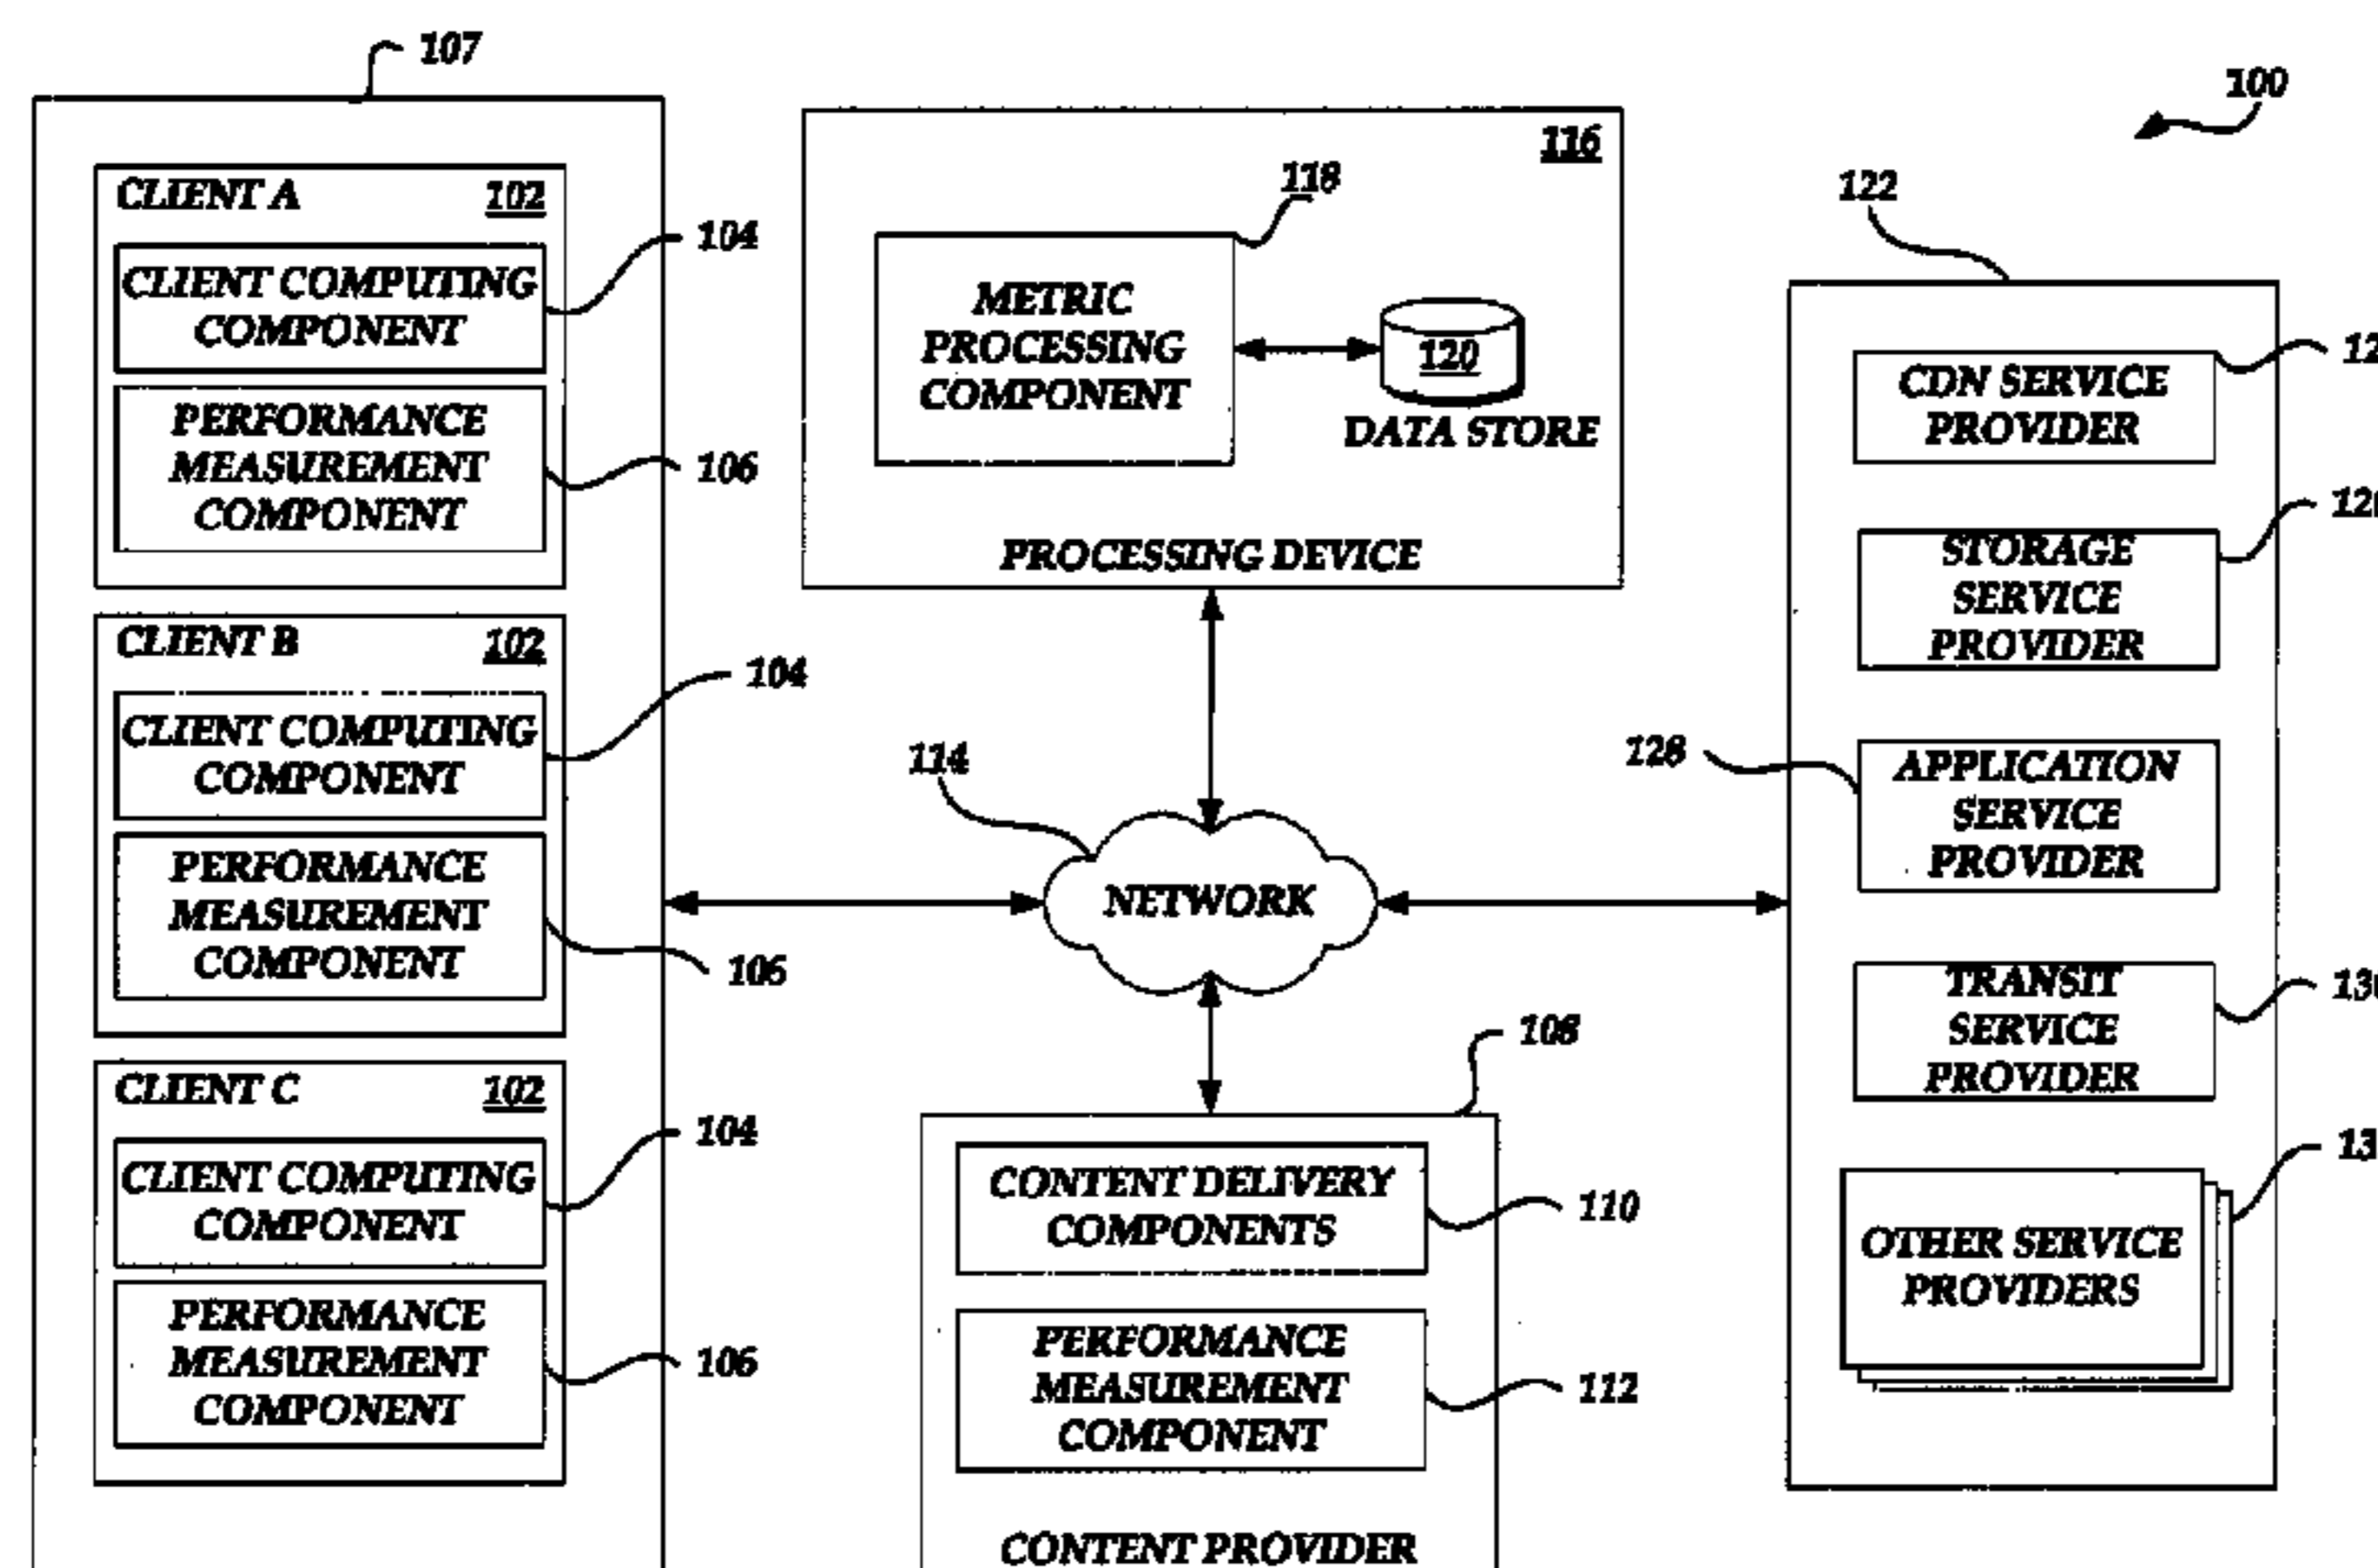 107
100
116
CLIENT A 102
118
122
104
CLIENT COMPUTING
COMPONENT
METRIC
PROCESSING
COMPONENT
120
DATA STORE
PERFORMANCE
MEASUREMENT
COMPONENT
106
CDN SERVICE
PROVIDER
STORAGE
SERVICE
PROVIDER
PROCESSING DEVICE
CLIENT B 102
104
CLIENT COMPUTING
COMPONENT
114
128
APPLICATION
SERVICE
PROVIDER
PERFORMANCE
MEASUREMENT
COMPONENT
106
NETWORK
TRANSIT
SERVICE
PROVIDER
108
CLIENT C 102
104
CLIENT COMPUTING
COMPONENT
CONTENT DELIVERY
COMPONENTS
110
OTHER SERVICE
PROVIDERS
PERFORMANCE
MEASUREMENT
COMPONENT
106
PERFORMANCE
MEASUREMENT
COMPONENT
112
CONTENT PROVIDER